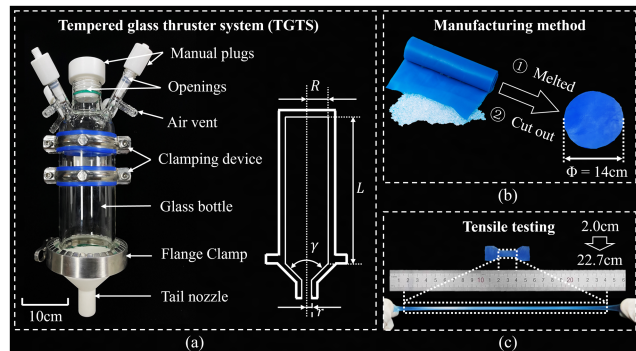 Tempered glass thruster system (TGTS)
Manual plugs
Openings
Air vent
Clamping device
Glass bottle
Flange Clamp
Tail nozzle
10cm
R
L
γ
r
(a)
Manufacturing method
① Melted
② Cut out
Φ = 14cm
(b)
Tensile testing
2.0cm
22.7cm
(c)